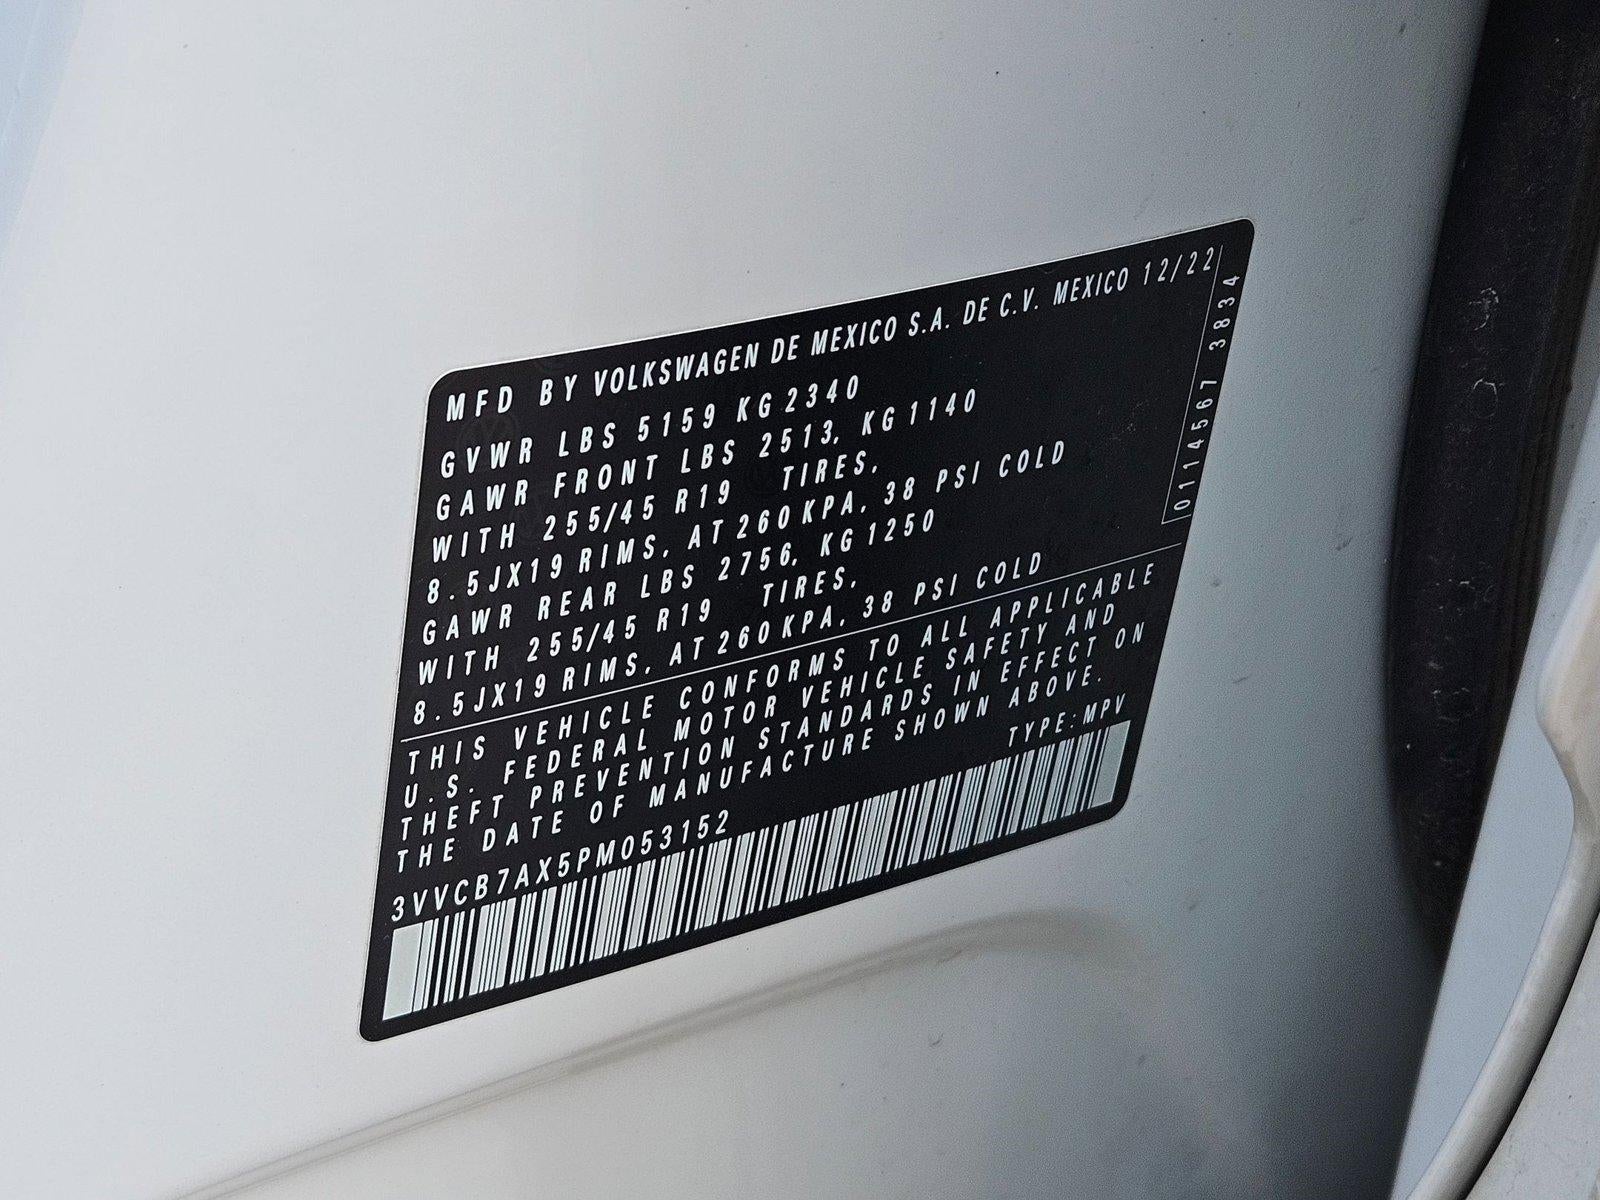 MFD BY VOLKSWAGEN DE MEXICO S.A. DE C.V. MEXICO 12/22
GVWR LBS 5159 KG 2340
GAWR FRONT LBS 2513, KG 1140
WITH 255/45 R19 TIRES,
8.5JX19 RIMS, AT 260 KPA, 38 PSI COLD
GAWR REAR LBS 2756, KG 1250
WITH 255/45 R19 TIRES,
8.5JX19 RIMS, AT 260 KPA, 38 PSI COLD
0114567 3834
THIS VEHICLE CONFORMS TO ALL APPLICABLE
U.S. FEDERAL MOTOR VEHICLE SAFETY AND
THEFT PREVENTION STANDARDS IN EFFECT ON
THE DATE OF MANUFACTURE SHOWN ABOVE.
TYPE: MPV
3VVCB7AX5PM053152